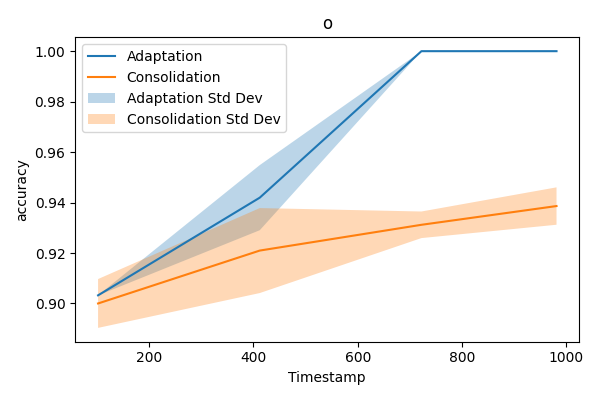 o
Adaptation
Consolidation
Adaptation Std Dev
Consolidation Std Dev
1.00
0.98
0.96
0.94
0.92
0.90
accuracy
200 400 600 800 1000
Timestamp